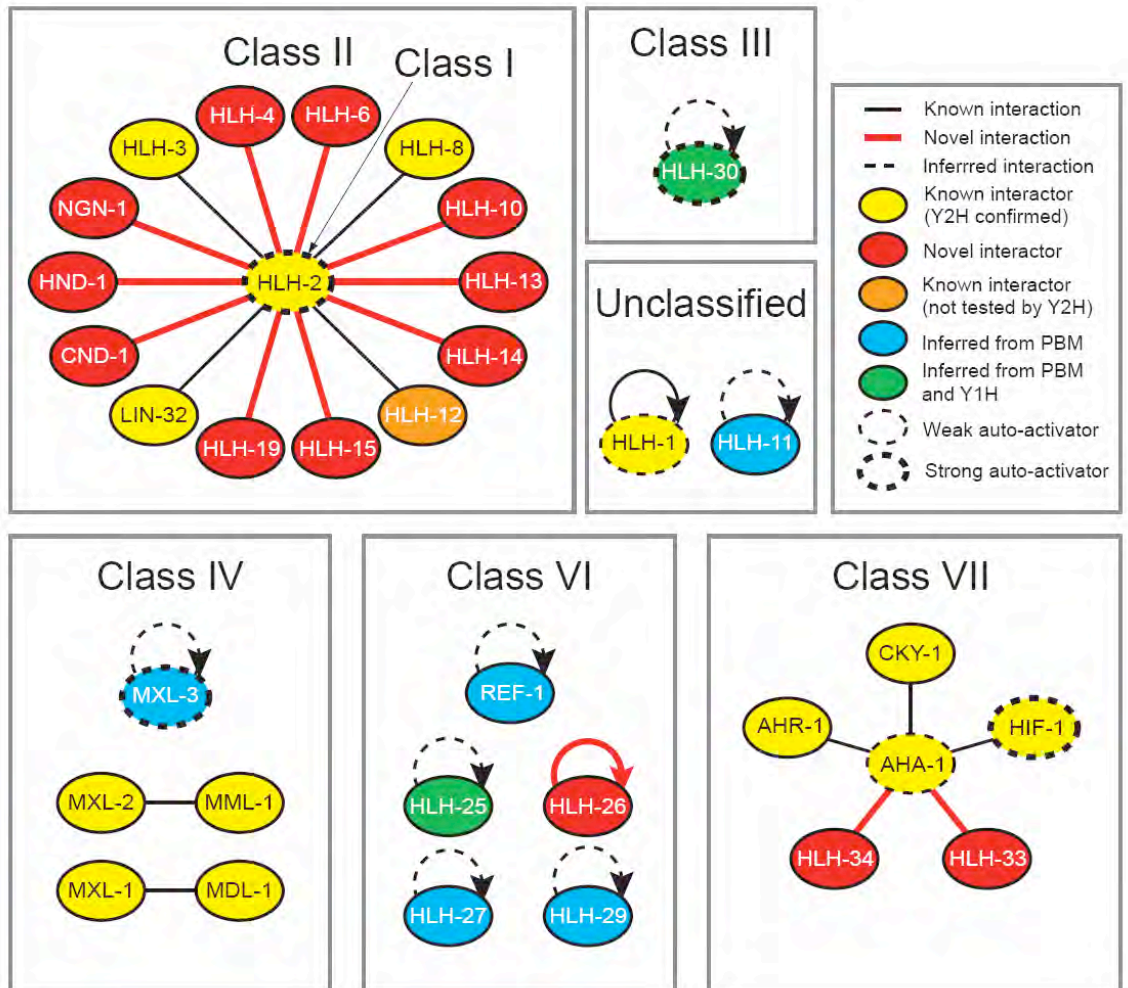 Class II
Class I
HLH-4
HLH-6
HLH-3
HLH-8
NGN-1
HLH-10
HND-1
HLH-2
HLH-13
CND-1
HLH-14
LIN-32
HLH-12
HLH-19
HLH-15
Class III
HLH-30
Unclassified
HLH-1
HLH-11
Known interaction
Novel interaction
Inferrred interaction
Known interactor
(Y2H confirmed)
Novel interactor
Known interactor
(not tested by Y2H)
Inferred from PBM
Inferred from PBM
and Y1H
Weak auto-activator
Strong auto-activator
Class IV
MXL-3
MXL-2
MML-1
MXL-1
MDL-1
Class VI
REF-1
HLH-25
HLH-26
HLH-27
HLH-29
Class VII
CKY-1
AHR-1
HIF-1
AHA-1
HLH-34
HLH-33